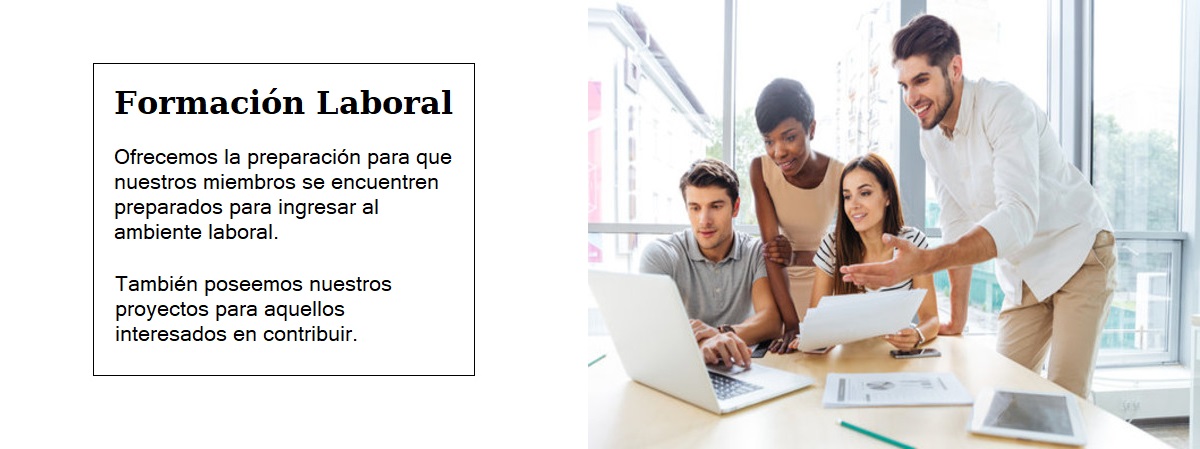 Formación Laboral
Ofrecemos la preparación para que
nuestros miembros se encuentren
preparados para ingresar al
ambiente laboral.
También poseemos nuestros
proyectos para aquellos
interesados en contribuir.